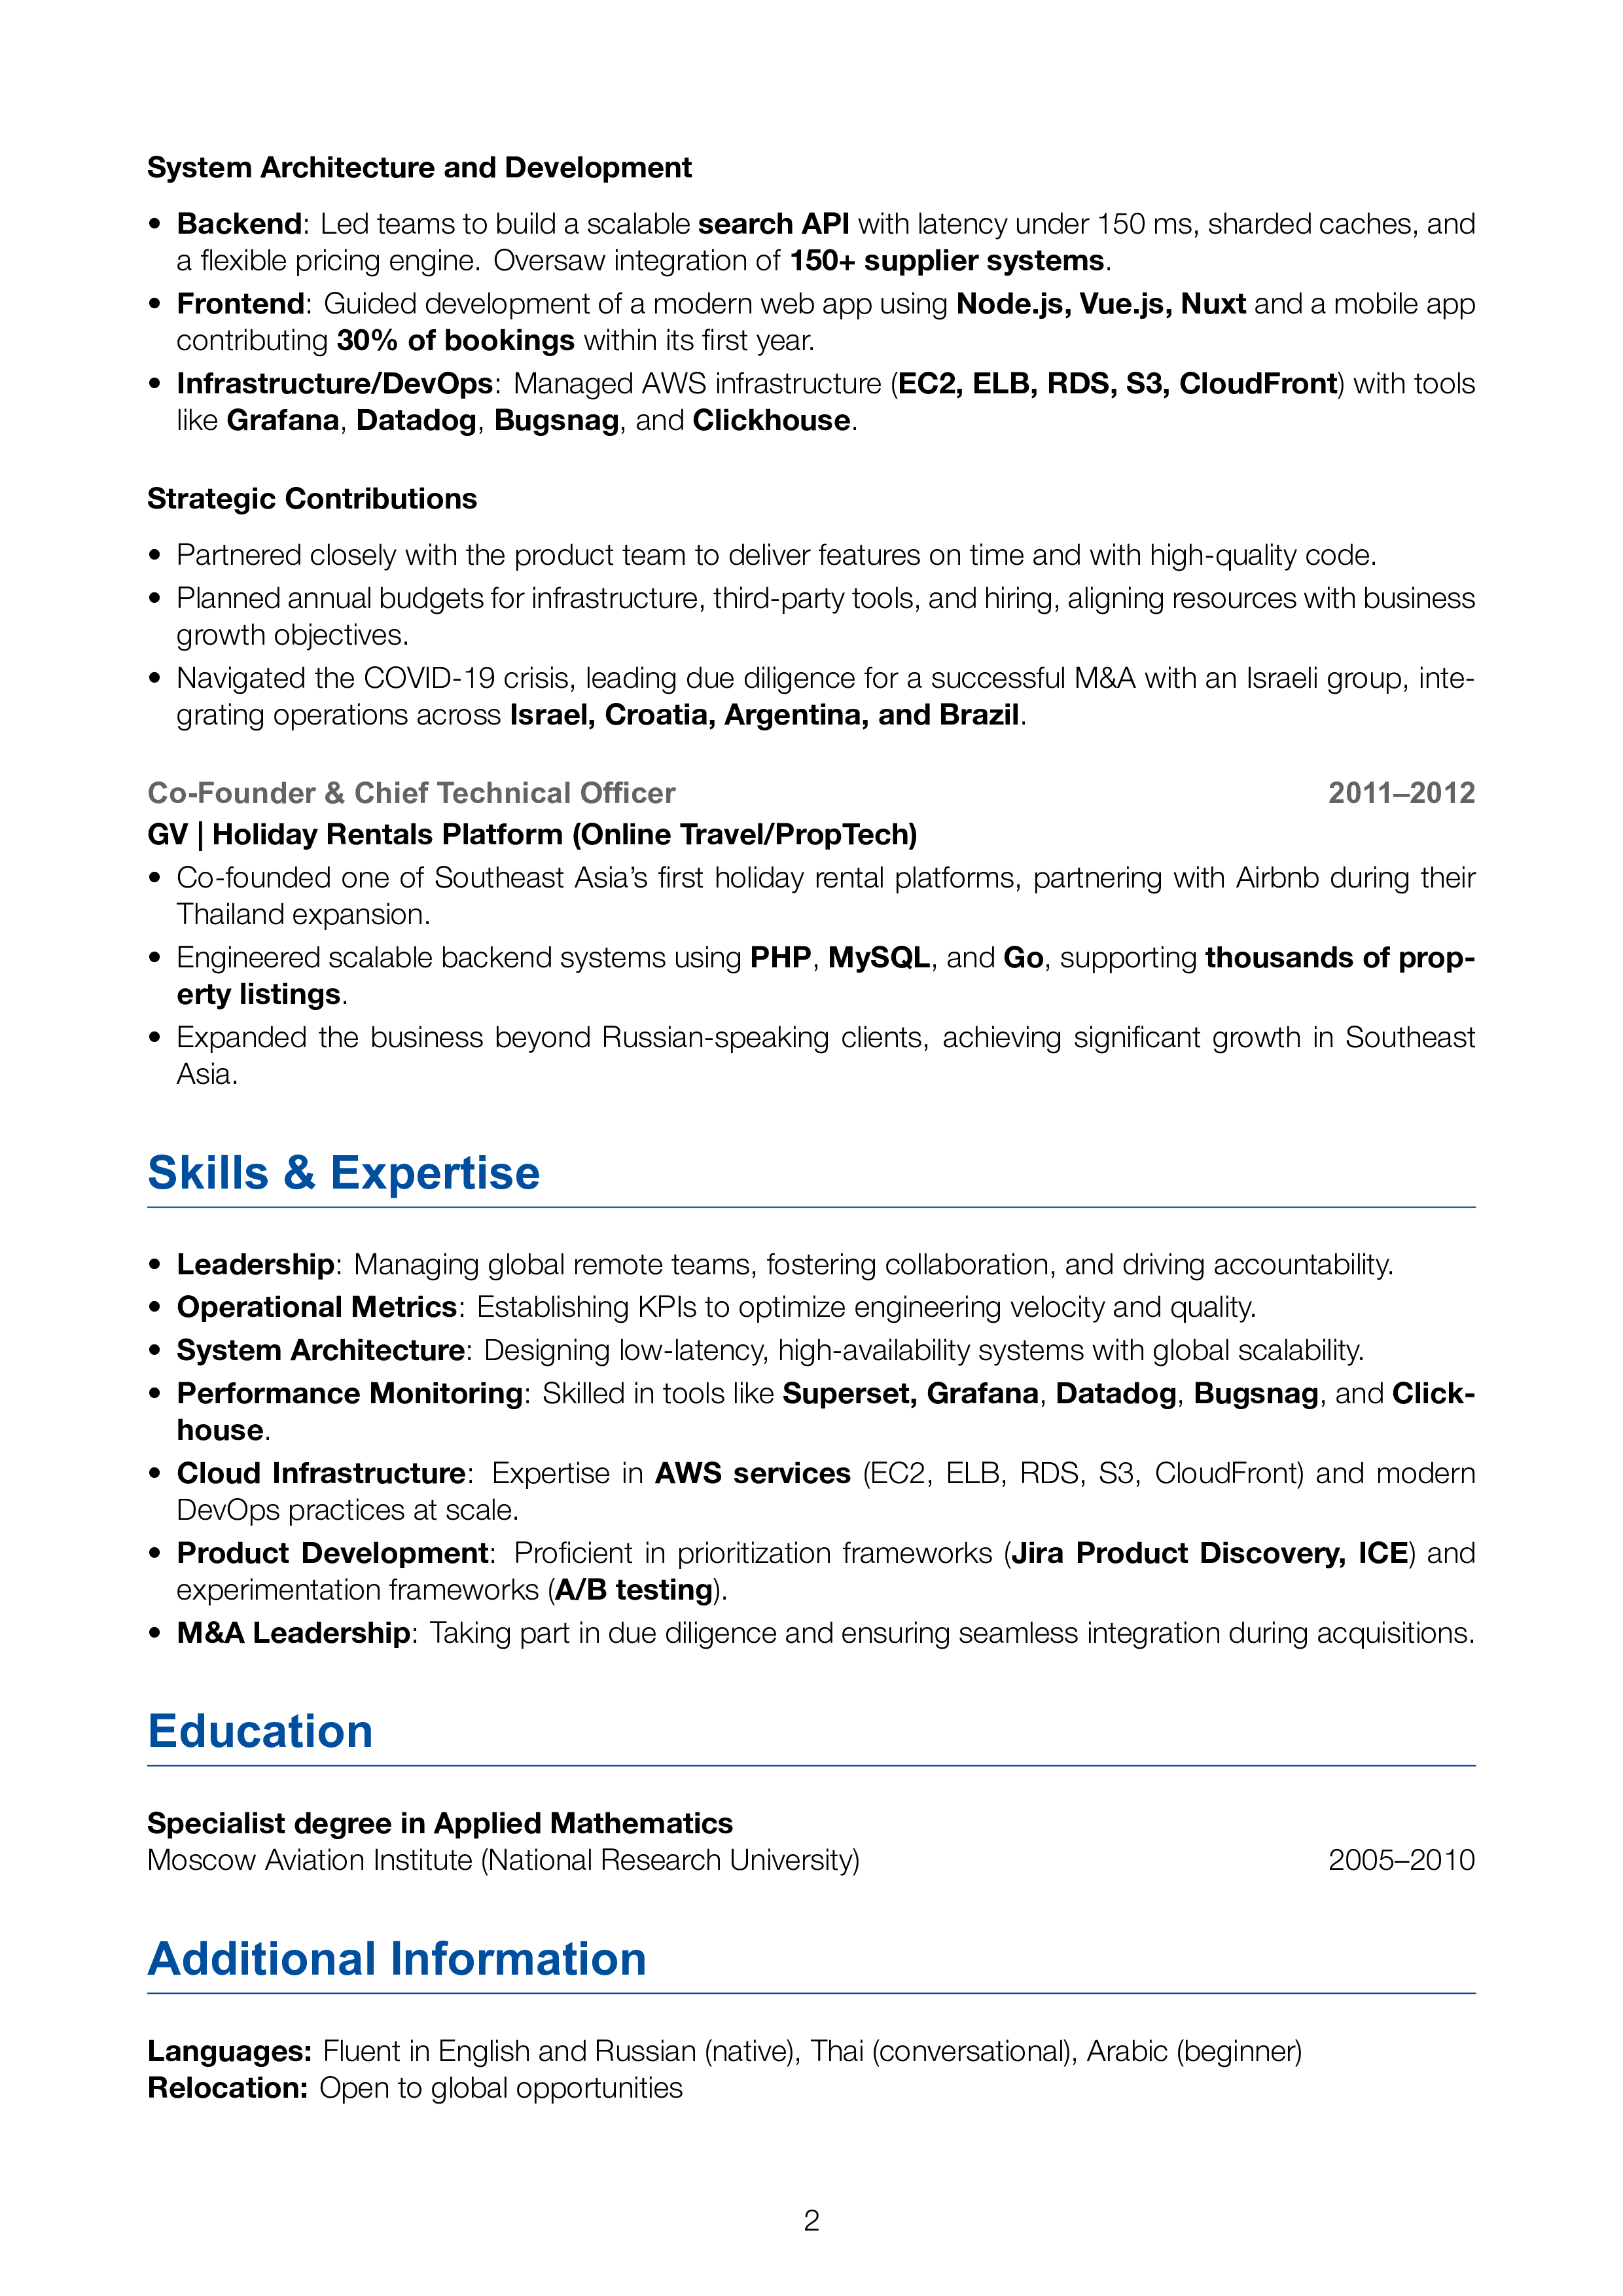 System Architecture and Development
• Backend: Led teams to build a scalable search API with latency under 150 ms, sharded caches, and
a flexible pricing engine. Oversaw integration of 150+ supplier systems.
• Frontend: Guided development of a modern web app using Node.js, Vue.js, Nuxt and a mobile app
contributing 30% of bookings within its first year.
• Infrastructure/DevOps: Managed AWS infrastructure (EC2, ELB, RDS, S3, CloudFront) with tools
like Grafana, Datadog, Bugsnag, and Clickhouse.
Strategic Contributions
• Partnered closely with the product team to deliver features on time and with high-quality code.
• Planned annual budgets for infrastructure, third-party tools, and hiring, aligning resources with business
growth objectives.
• Navigated the COVID-19 crisis, leading due diligence for a successful M&A with an Israeli group, inte-
grating operations across Israel, Croatia, Argentina, and Brazil.
Co-Founder & Chief Technical Officer 2011–2012
GV | Holiday Rentals Platform (Online Travel/PropTech)
• Co-founded one of Southeast Asia’s first holiday rental platforms, partnering with Airbnb during their
Thailand expansion.
• Engineered scalable backend systems using PHP, MySQL, and Go, supporting thousands of prop-
erty listings.
• Expanded the business beyond Russian-speaking clients, achieving significant growth in Southeast
Asia.
Skills & Expertise
• Leadership: Managing global remote teams, fostering collaboration, and driving accountability.
• Operational Metrics: Establishing KPIs to optimize engineering velocity and quality.
• System Architecture: Designing low-latency, high-availability systems with global scalability.
• Performance Monitoring: Skilled in tools like Superset, Grafana, Datadog, Bugsnag, and Click-
house.
• Cloud Infrastructure: Expertise in AWS services (EC2, ELB, RDS, S3, CloudFront) and modern
DevOps practices at scale.
• Product Development: Proficient in prioritization frameworks (Jira Product Discovery, ICE) and
experimentation frameworks (A/B testing).
• M&A Leadership: Taking part in due diligence and ensuring seamless integration during acquisitions.
Education
Specialist degree in Applied Mathematics
Moscow Aviation Institute (National Research University) 2005–2010
Additional Information
Languages: Fluent in English and Russian (native), Thai (conversational), Arabic (beginner)
Relocation: Open to global opportunities
2